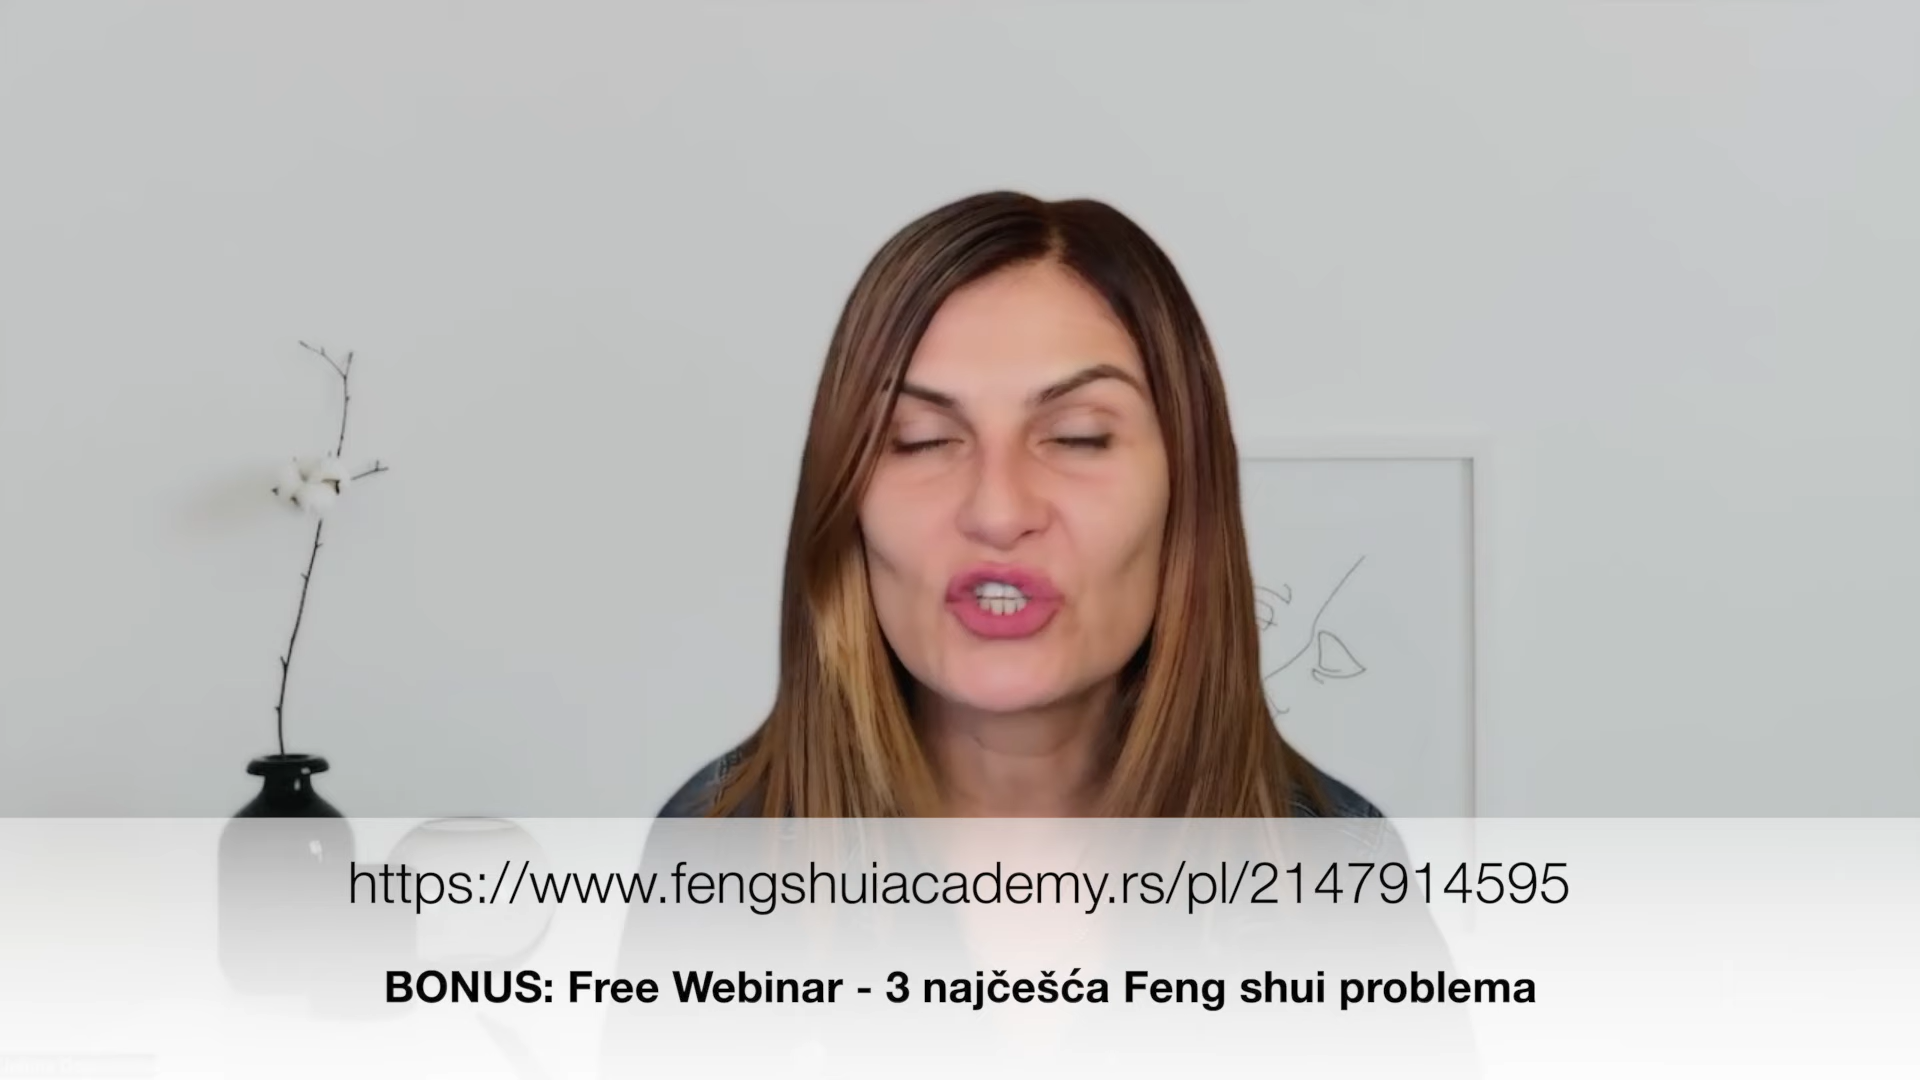 https://www.fengshuiacademy.rs/pl/2147914595
BONUS: Free Webinar - 3 najčešća Feng shui problema